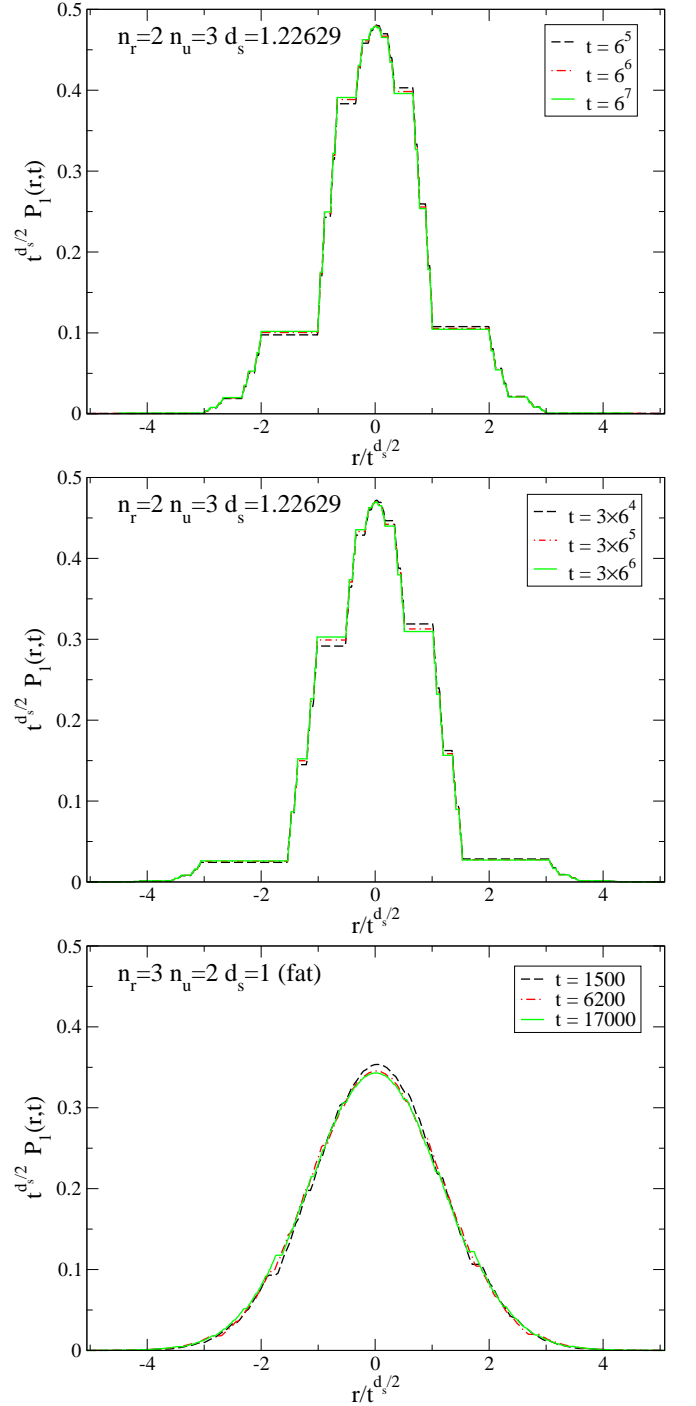 n_r=2 n_u=3 d_s=1.22629
t = 6^5
t = 6^6
t = 6^7
0.5
0.4
0.3
0.2
0.1
0
t^{d_s/2} P_1(r,t)
-4 -2 0 2 4
r/t^{d_s/2}
n_r=2 n_u=3 d_s=1.22629
t = 3×6^4
t = 3×6^5
t = 3×6^6
0.5
0.4
0.3
0.2
0.1
0
t^{d_s/2} P_1(r,t)
-4 -2 0 2 4
r/t^{d_s/2}
n_r=3 n_u=2 d_s=1 (fat)
t = 1500
t = 6200
t = 17000
0.5
0.4
0.3
0.2
0.1
0
t^{d_s/2} P_1(r,t)
-4 -2 0 2 4
r/t^{d_s/2}